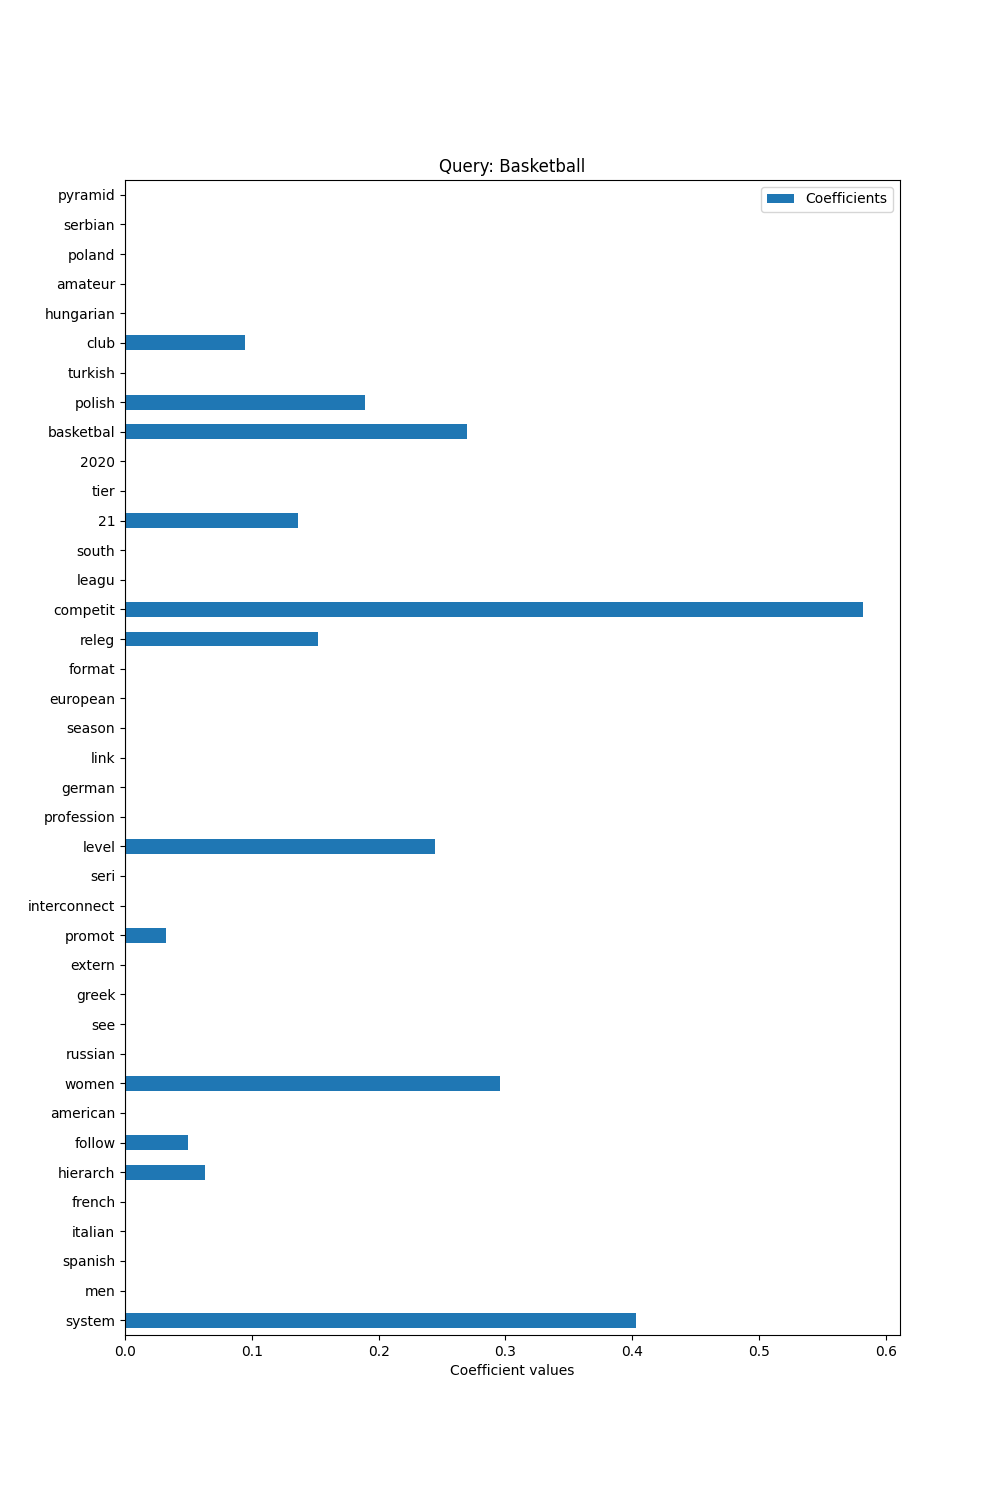 Query: Basketball
Coefficients
pyramid
serbian
poland
amateur
hungarian
club
turkish
polish
basketbal
2020
tier
21
south
leagu
competit
releg
format
european
season
link
german
profession
level
seri
interconnect
promot
extern
greek
see
russian
women
american
follow
hierarch
french
italian
spanish
men
system
0.0 0.1 0.2 0.3 0.4 0.5 0.6
Coefficient values